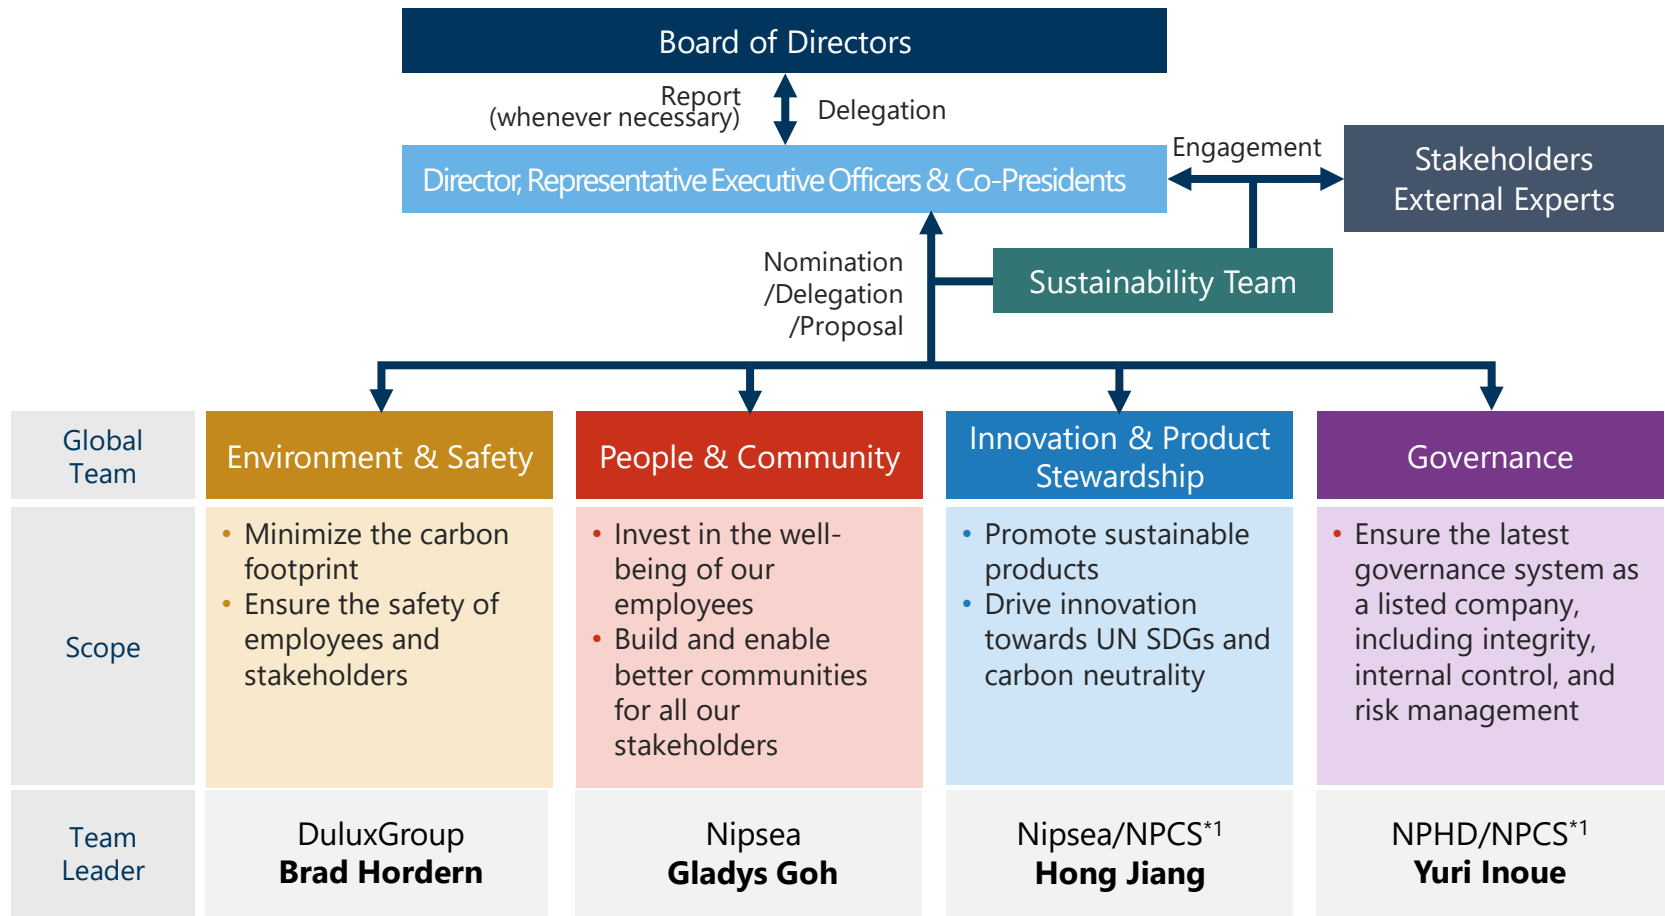 Board of Directors
Report
(whenever necessary)
Delegation
Engagement
Director, Representative Executive Officers & Co-Presidents
Stakeholders
External Experts
Nomination
/Delegation
/Proposal
Sustainability Team
Global
Team
Environment & Safety
People & Community
Innovation & Product
Stewardship
Governance
Scope
• Minimize the carbon
footprint
• Ensure the safety of
employees and
stakeholders
• Invest in the well-
being of our
employees
• Build and enable
better communities
for all our
stakeholders
• Promote sustainable
products
• Drive innovation
towards UN SDGs and
carbon neutrality
• Ensure the latest
governance system as
a listed company,
including integrity,
internal control, and
risk management
Team
Leader
DuluxGroup
Brad Hordern
Nipsea
Gladys Goh
Nipsea/NPCS*1
Hong Jiang
NPHD/NPCS*1
Yuri Inoue